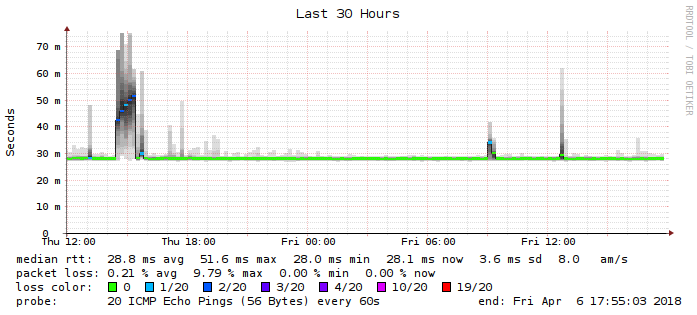 Last 30 Hours
RRDTOOL / TOBI OETIKER
Seconds
70 m
60 m
50 m
40 m
30 m
20 m
10 m
0
Thu 12:00 Thu 18:00 Fri 00:00 Fri 06:00 Fri 12:00
median rtt: 28.8 ms avg 51.6 ms max 28.0 ms min 28.1 ms now 3.6 ms sd 8.0 am/s
packet loss: 0.21 % avg 9.79 % max 0.00 % min 0.00 % now
loss color: 0 1/20 2/20 3/20 4/20 10/20 19/20
probe: 20 ICMP Echo Pings (56 Bytes) every 60s end: Fri Apr 6 17:55:03 2018